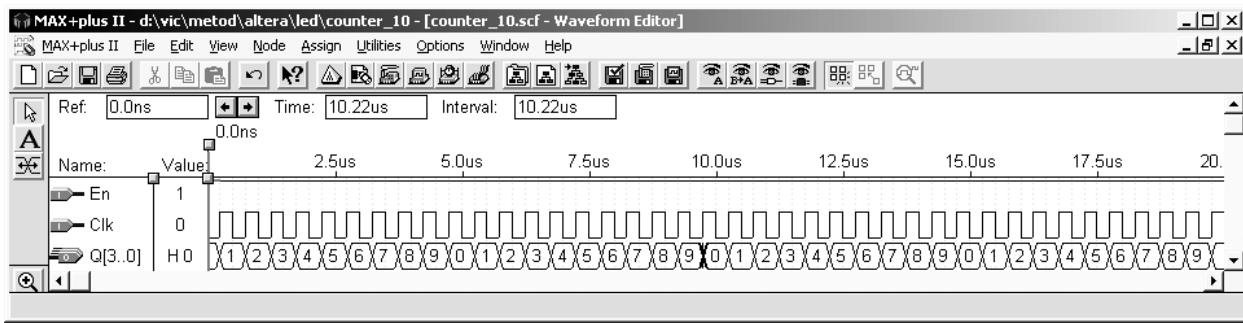 MAX+plus II - d:\vic\metod\altera\led\counter_10 - [counter_10.scf - Waveform Editor]
MAX+plus II File Edit View Node Assign Utilities Options Window Help
Ref: 0.0ns Time: 10.22us Interval: 10.22us
0.0ns
Name: Value: 2.5us 5.0us 7.5us 10.0us 12.5us 15.0us 17.5us 20.
En 1
Clk 0
Q[3..0] H 0 1 2 3 4 5 6 7 8 9 0 1 2 3 4 5 6 7 8 9 0 1 2 3 4 5 6 7 8 9 0 1 2 3 4 5 6 7 8 9